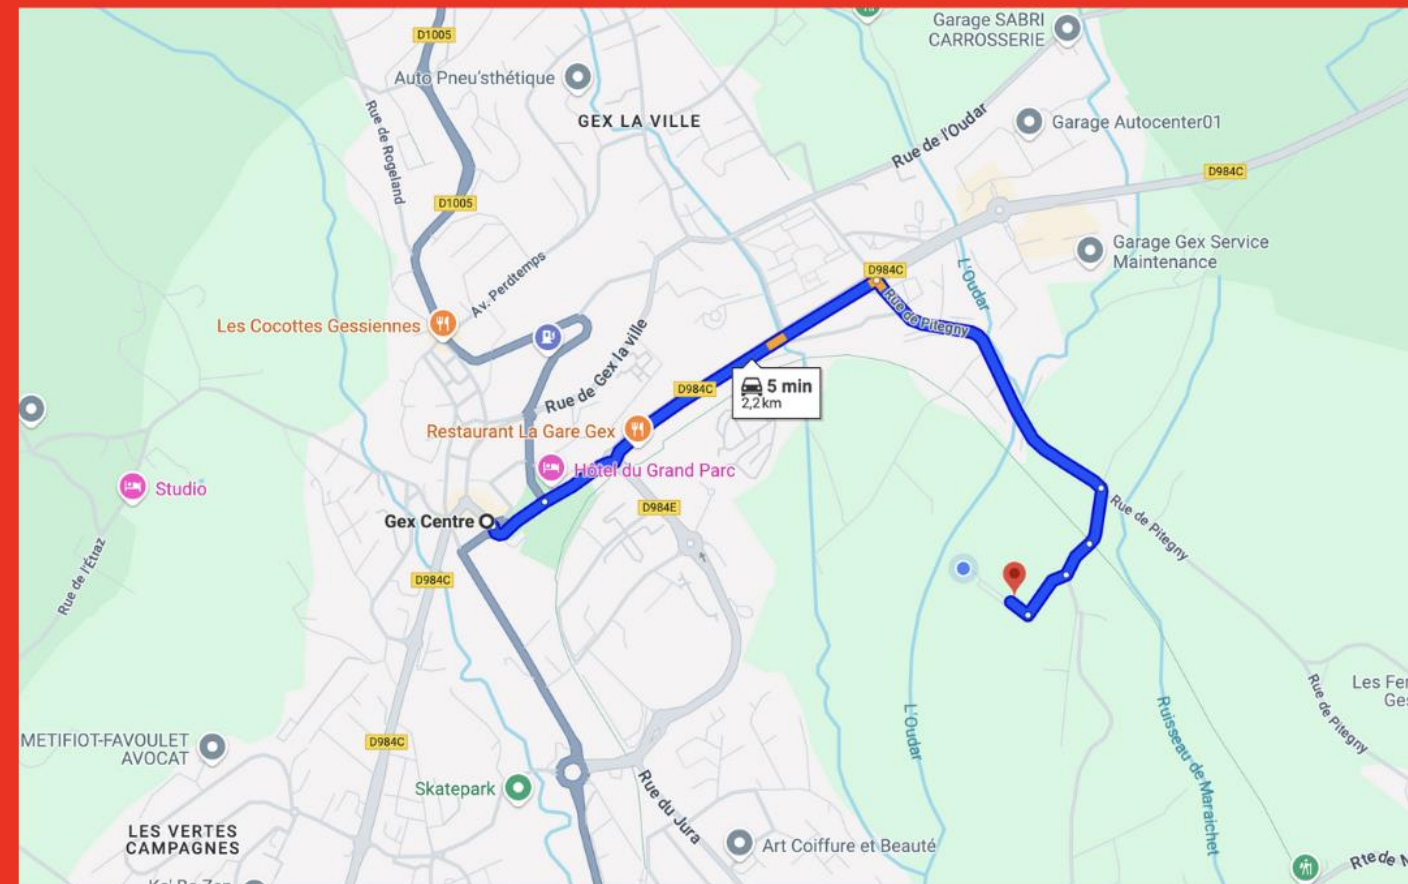 D1005
Garage SABRI
CARROSSERIE
Auto Pneu'sthétique
GEX LA VILLE
Rue de Rogeland
Rue de l'Oudar
Garage Autocenter01
D984C
D1005
Garage Gex Service
Maintenance
Av. Perdtemps
D984C
L'Oudar
Rue de Pitegny
Les Cocottes Gessiennes
Rue de Gex la ville
D984C
5 min
2,2 km
Restaurant La Gare Gex
Hôtel du Grand Parc
Studio
D984E
Gex Centre
Rue de Pitegny
Rue de l'Étraz
D984C
L'Oudar
Ruisseau de Maraichet
Rue de Pitegny
Les Fer
Ges
METIFIOT-FAVOULET
AVOCAT
D984C
Skatepark
Rue du Jura
LES VERTES
CAMPAGNES
Art Coiffure et Beauté
Rte de